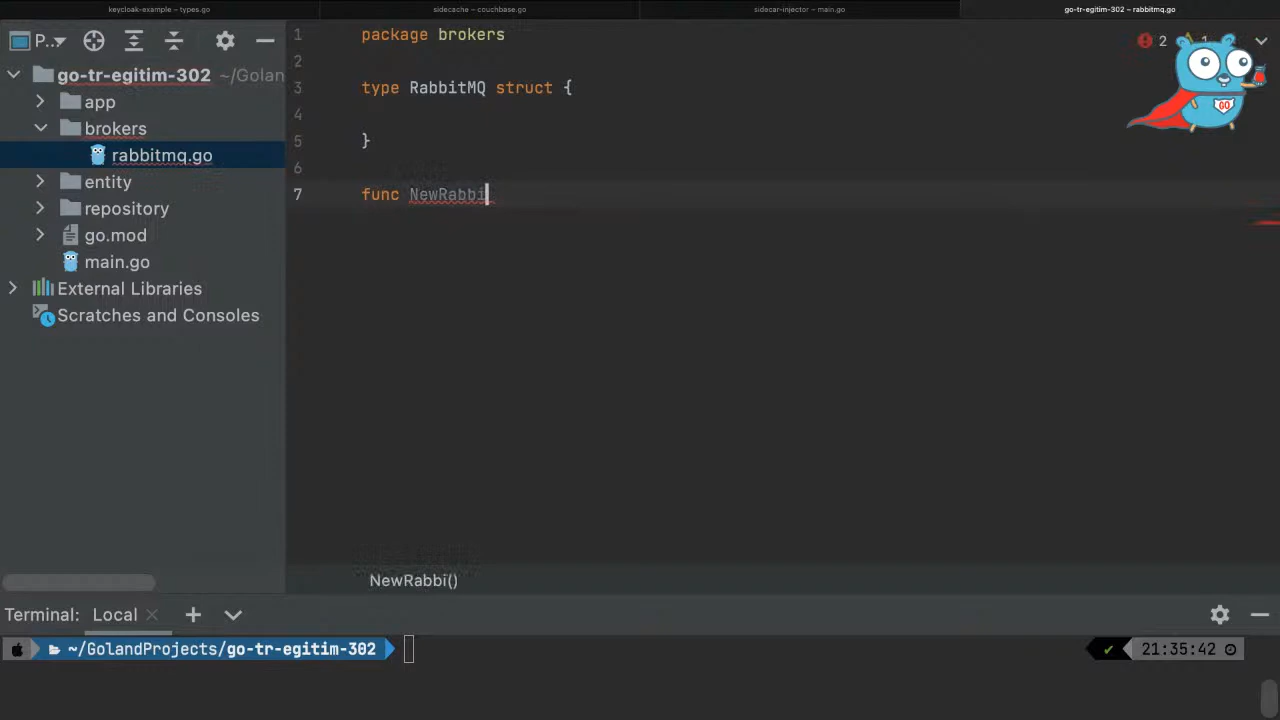 keycloak-example – types.go
sidecache – couchbase.go
sidecar-injector – main.go
go-tr-egitim-302 – rabbitmq.go
P..
go-tr-egitim-302 ~/Goland
app
brokers
rabbitmq.go
entity
repository
go.mod
main.go
External Libraries
Scratches and Consoles
1 package brokers
2
3 type RabbitMQ struct {
4
5 }
6
7 func NewRabbi
2
1
GO
NewRabbi()
Terminal: Local
~/GolandProjects/go-tr-egitim-302
21:35:42